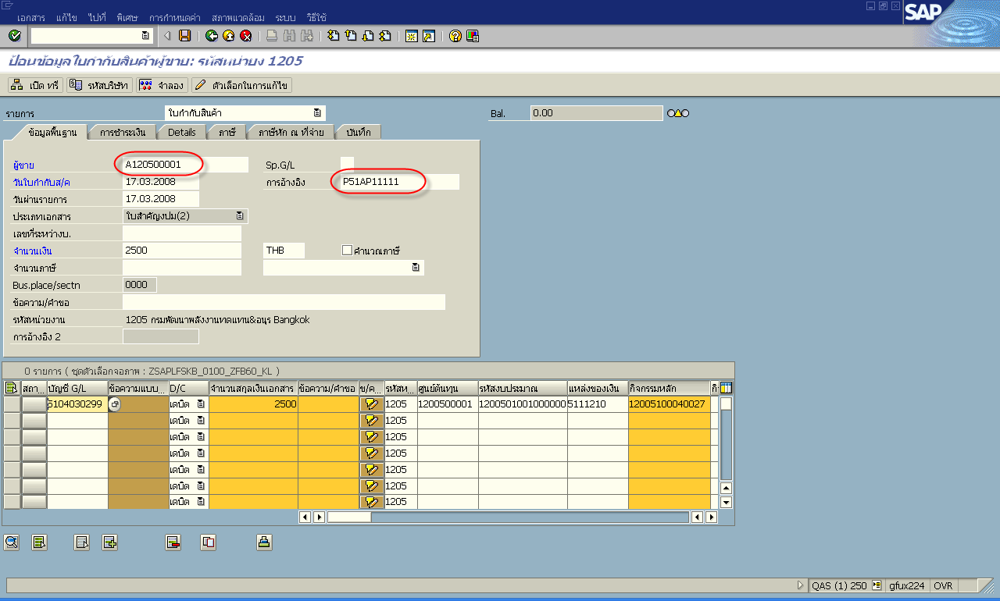 เอกสาร แก้ไข ไปที่ พิเศษ การกำหนดค่า สภาพแวดล้อม ระบบ วิธีใช้
SAP
ป้อนข้อมูลใบกำกับสินค้าผู้ขาย: รหัสหน่วยง 1205
เปิด ทรี รหัสบริษัท จำลอง ตัวเลือกในการแก้ไข
รายการ ใบกำกับสินค้า Bal. 0.00
ข้อมูลพื้นฐาน การชำระเงิน Details ภาษี ภาษีหัก ณ ที่จ่าย บันทึก
ผู้ขาย A120500001 Sp.G/L
วันใบกำกับส/ค 17.03.2008 การอ้างอิง P51AP11111
วันผ่านรายการ 17.03.2008
ประเภทเอกสาร ใบสำคัญงปม(2)
เลขที่ระหว่างบ.
จำนวนเงิน 2500 THB คำนวณภาษี
จำนวนภาษี
Bus.place/sectn 0000
ข้อความ/คำขอ
รหัสหน่วยงาน 1205 กรมพัฒนาพลังงานทดแทน&อนุร Bangkok
การอ้างอิง 2
0 รายการ ( ชุดตัวเลือกจอภาพ : ZSAPLFSKB_0100_ZFB60_KL )
สถา... บัญชี G/L ข้อความแบบ... D/C จำนวนสกุลเงินเอกสาร ข้อความ/คำขอ ข/ค... รหัสห... ศูนย์ต้นทุน รหัสงบประมาณ แหล่งของเงิน กิจกรรมหลัก กิ
5104030299 เดบิต 2500 1205 1200500001 1200501001000000 5111210 12005100040027
เดบิต 1205
เดบิต 1205
เดบิต 1205
เดบิต 1205
เดบิต 1205
เดบิต 1205
QAS (1) 250 gfux224 OVR